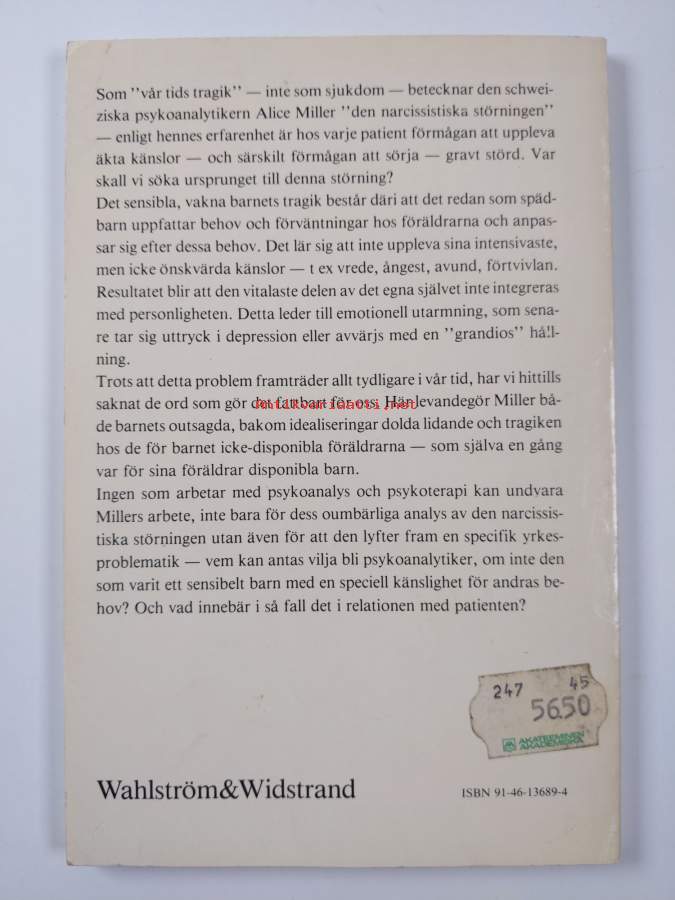 Som ”vår tids tragik” — inte som sjukdom — betecknar den schwei-
ziska psykoanalytikern Alice Miller ”den narcissistiska störningen”
— enligt hennes erfarenhet är hos varje patient förmågan att uppleva
äkta känslor — och särskilt förmågan att sörja — gravt störd. Var
skall vi söka ursprunget till denna störning?
Det sensibla, vakna barnets tragik består däri att det redan som späd-
barn uppfattar behov och förväntningar hos föräldrarna och anpas-
sar sig efter dessa behov. Det lär sig att inte uppleva sina intensivaste,
men icke önskvärda känslor — t ex vrede, ångest, avund, förtvivlan.
Resultatet blir att den vitalaste delen av det egna självet inte integreras
med personligheten. Detta leder till emotionell utarmning, som sena-
re tar sig uttryck i depression eller avvärjs med en ”grandios” håll-
ning.
Trots att detta problem framträder allt tydligare i vår tid, har vi hittills
saknat de ord som gör det fattbart för oss. Här levandegör Miller bå-
antikvariaatti.net
de barnets outsagda, bakom idealiseringar dolda lidande och tragiken
hos de för barnet icke-disponibla föräldrarna — som själva en gång
var för sina föräldrar disponibla barn.
Ingen som arbetar med psykoanalys och psykoterapi kan undvara
Millers arbete, inte bara för dess oumbärliga analys av den narcissis-
tiska störningen utan även för att den lyfter fram en specifik yrkes-
problematik — vem kan antas vilja bli psykoanalytiker, om inte den
som varit ett sensibelt barn med en speciell känslighet för andras be-
hov? Och vad innebär i så fall det i relationen med patienten?
247 45
56.50
AKATEEMINEN
AKADEMISKA
Wahlström&Widstrand
ISBN 91-46-13689-4